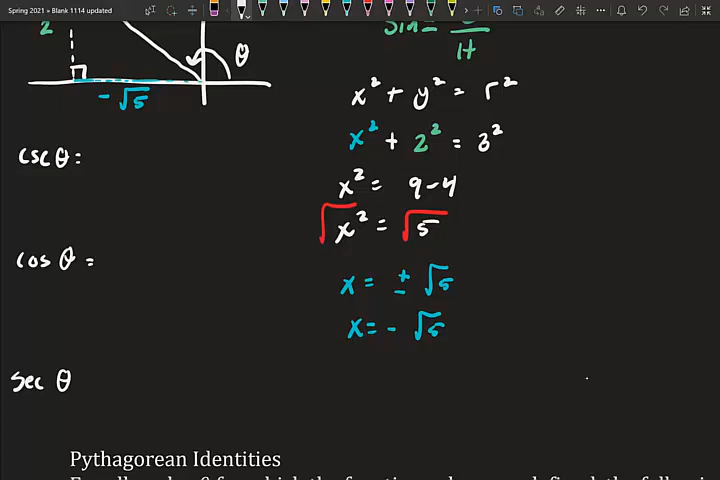 Spring 2021 » Blank 1114 updated
2
θ
- √5
sin =
H
x² + y² = r²
x² + 2² = 3²
x² = 9-4
√x² = √5
x = ± √5
x = - √5
csc θ =
cos θ =
sec θ
Pythagorean Identities